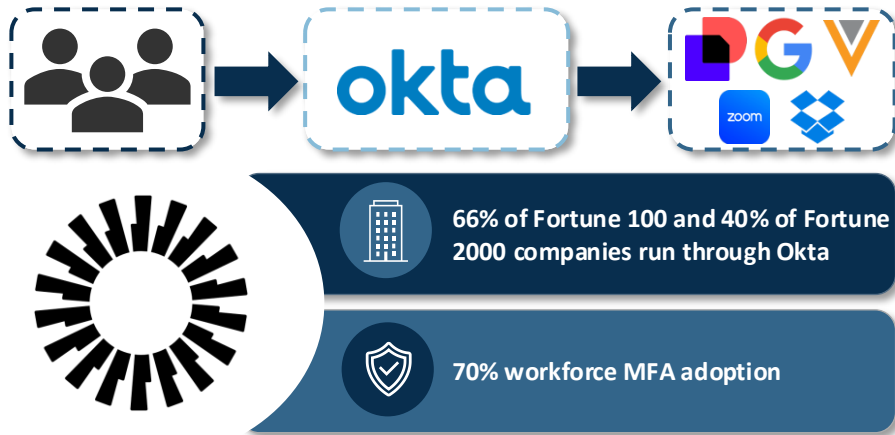 okta
zoom
66% of Fortune 100 and 40% of Fortune
2000 companies run through Okta
70% workforce MFA adoption